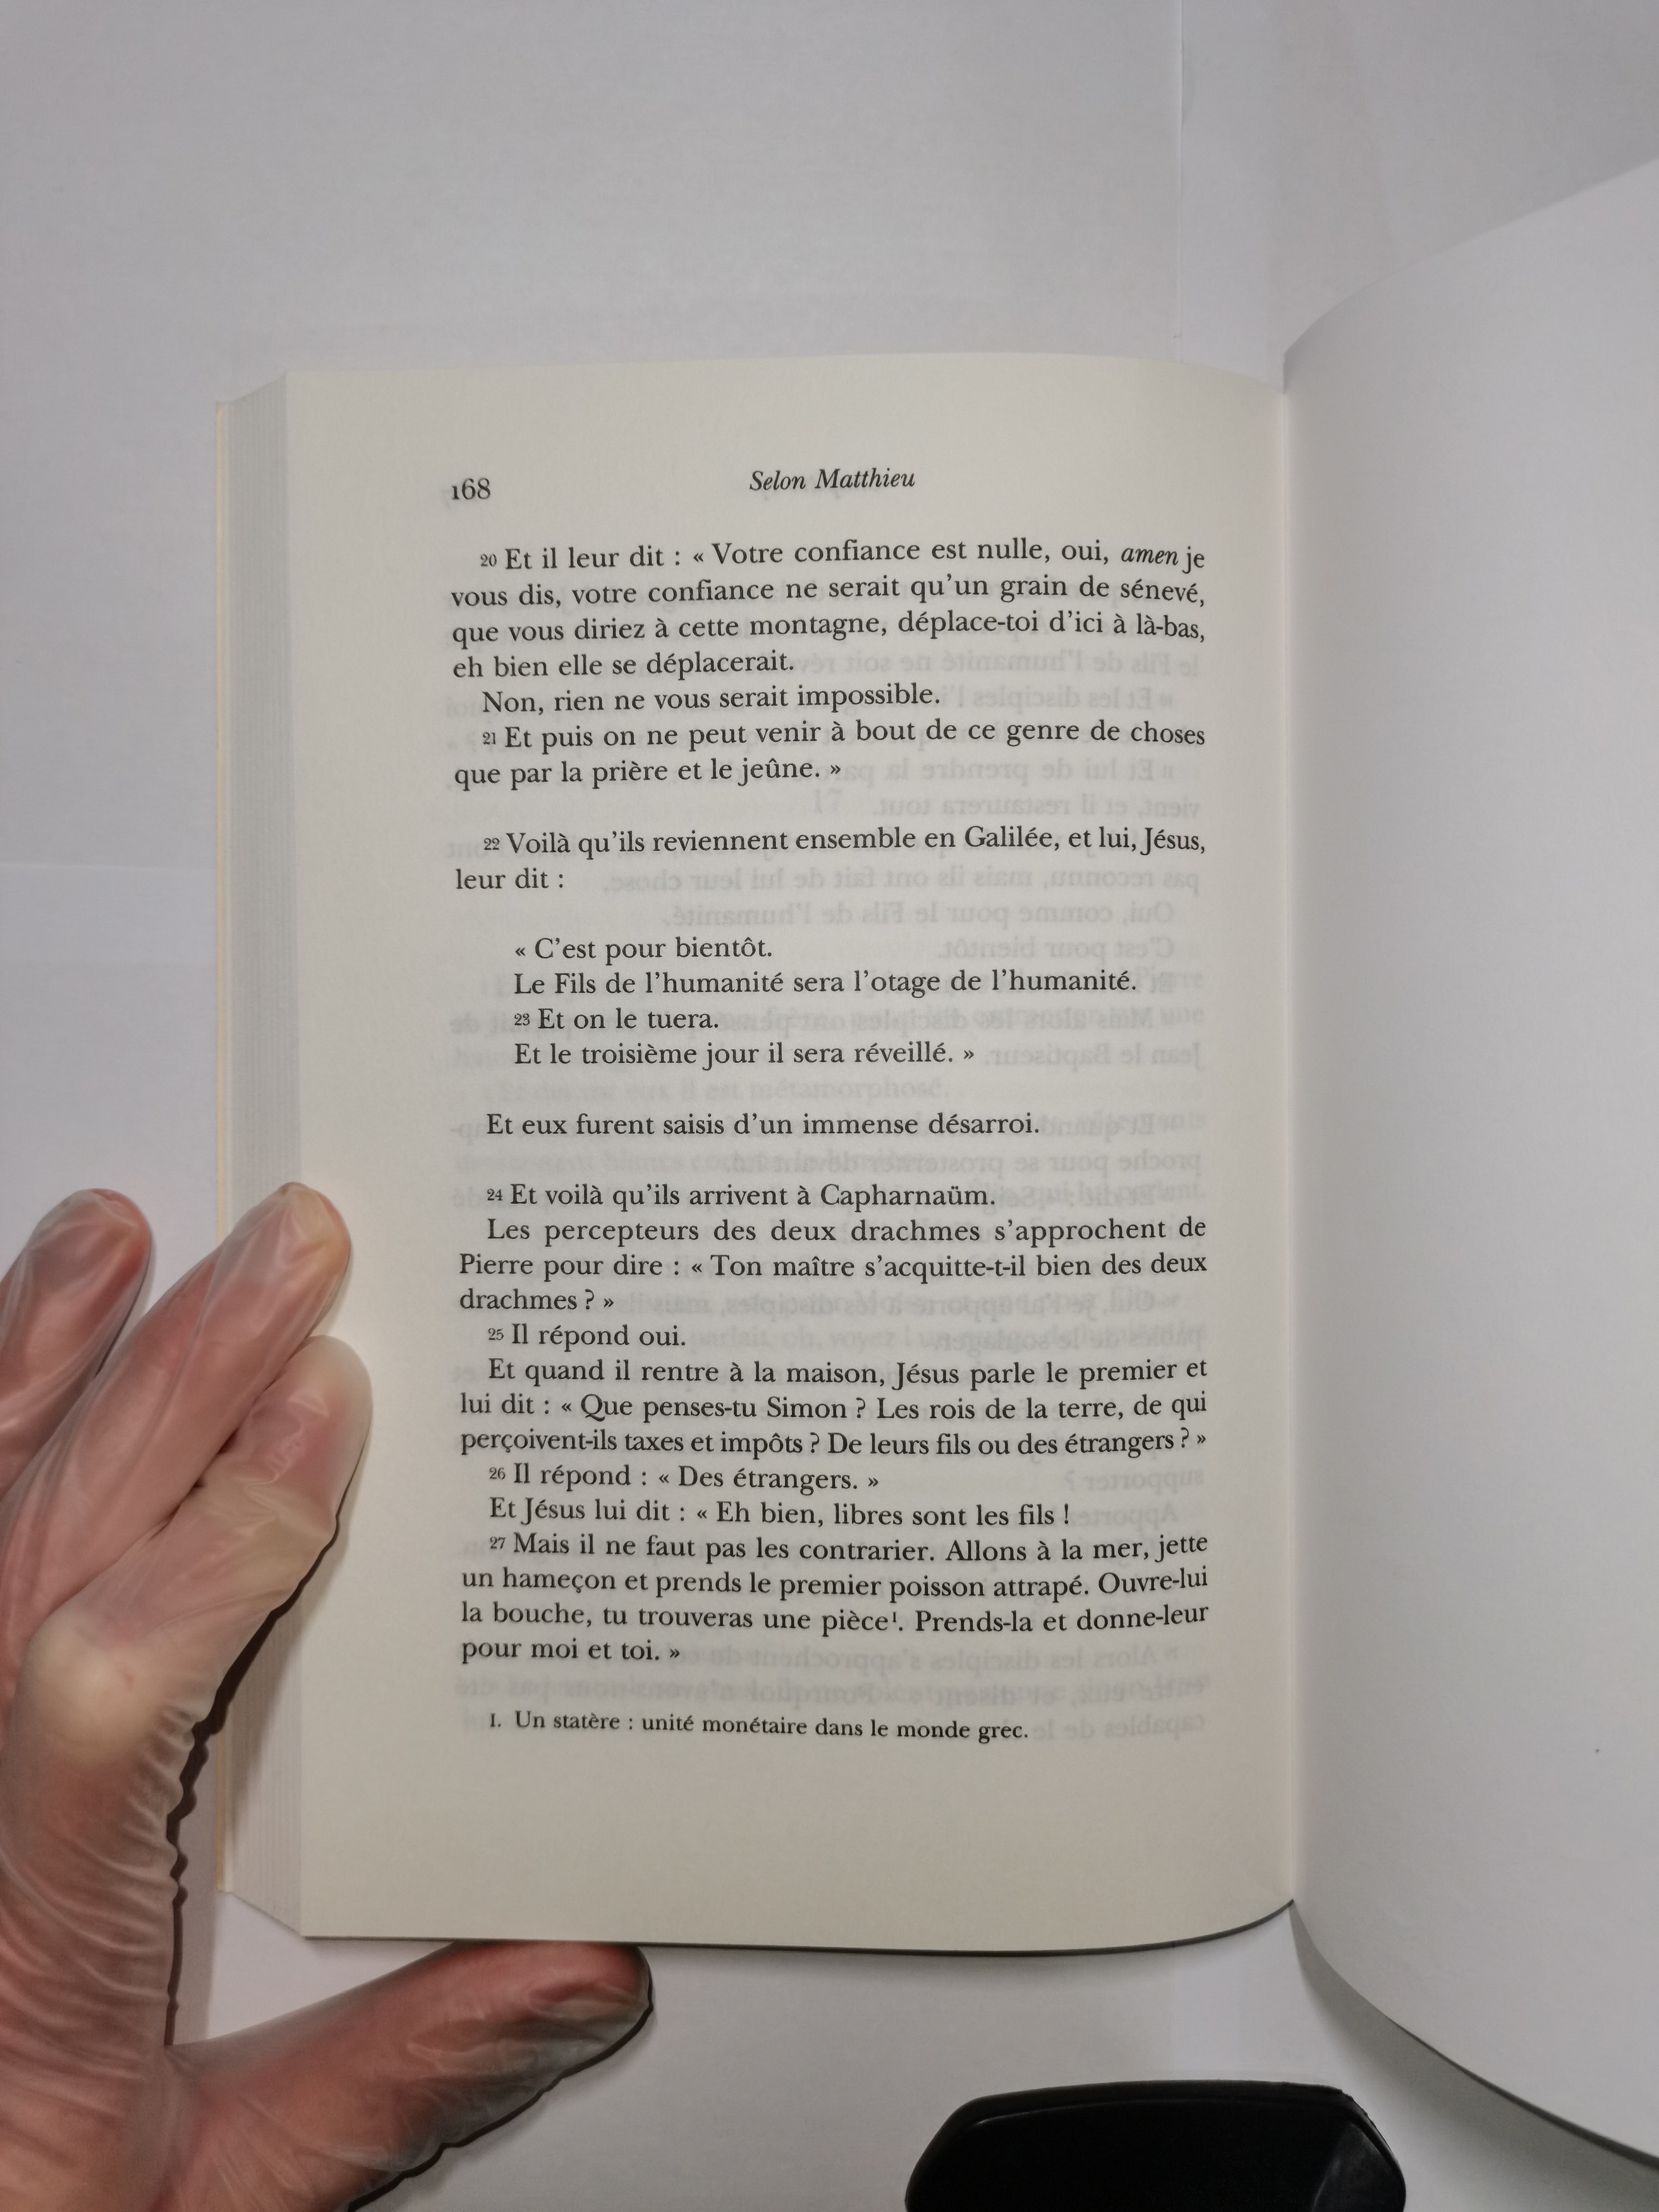 168
Selon Matthieu
20 Et il leur dit : « Votre confiance est nulle, oui, amen je
vous dis, votre confiance ne serait qu'un grain de sénevé,
que vous diriez à cette montagne, déplace-toi d'ici à là-bas,
eh bien elle se déplacerait.
Non, rien ne vous serait impossible.
21 Et puis on ne peut venir à bout de ce genre de choses
que par la prière et le jeûne. »
22 Voilà qu'ils reviennent ensemble en Galilée, et lui, Jésus,
leur dit :
« C'est pour bientôt.
Le Fils de l'humanité sera l'otage de l'humanité.
23 Et on le tuera.
Et le troisième jour il sera réveillé. »
Et eux furent saisis d'un immense désarroi.
24 Et voilà qu'ils arrivent à Capharnaüm.
Les percepteurs des deux drachmes s'approchent de
Pierre pour dire : « Ton maître s'acquitte-t-il bien des deux
drachmes ? »
25 Il répond oui.
Et quand il rentre à la maison, Jésus parle le premier et
lui dit : « Que penses-tu Simon ? Les rois de la terre, de qui
perçoivent-ils taxes et impôts ? De leurs fils ou des étrangers ? »
26 Il répond : « Des étrangers. »
Et Jésus lui dit : « Eh bien, libres sont les fils !
27 Mais il ne faut pas les contrarier. Allons à la mer, jette
un hameçon et prends le premier poisson attrapé. Ouvre-lui
la bouche, tu trouveras une pièce¹. Prends-la et donne-leur
pour moi et toi. »
1. Un statère : unité monétaire dans le monde grec.